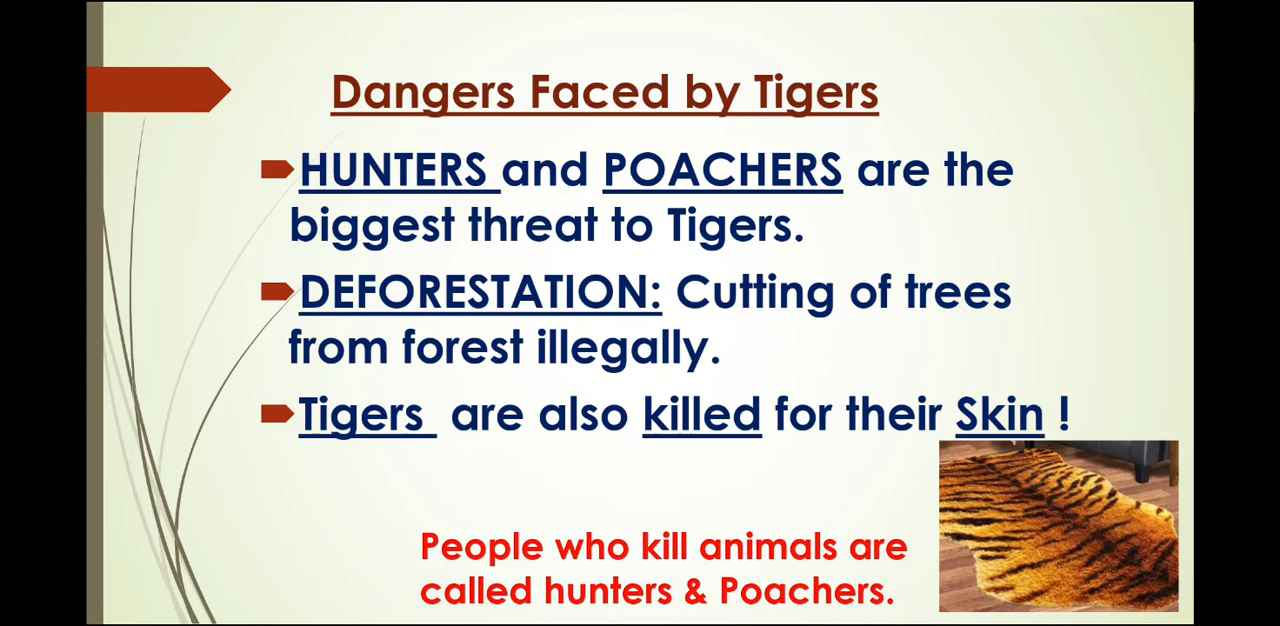 Dangers Faced by Tigers
HUNTERS and POACHERS are the
biggest threat to Tigers.
DEFORESTATION: Cutting of trees
from forest illegally.
Tigers are also killed for their Skin !
People who kill animals are
called hunters & Poachers.